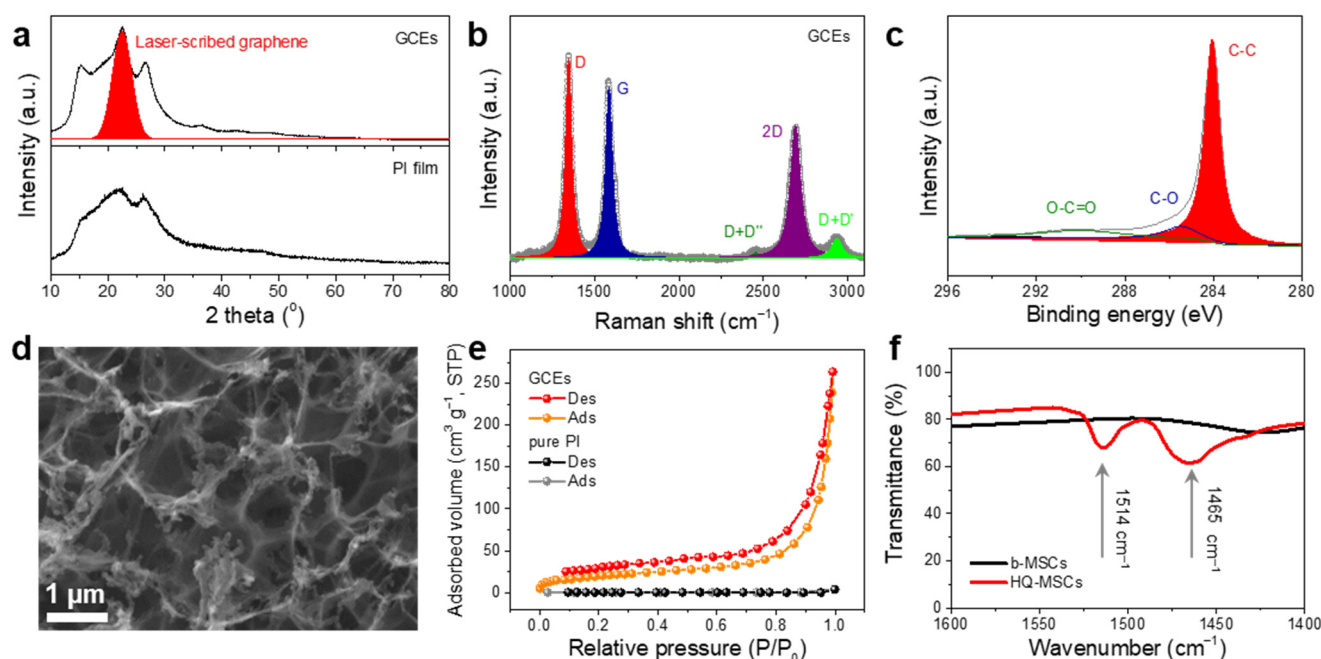 a
Laser-scribed graphene
GCEs
PI film
Intensity (a.u.)
10 20 30 40 50 60 70 80
2 theta (°)
b
GCEs
D
G
2D
D+D''
D+D'
Intensity (a.u.)
1000 1500 2000 2500 3000
Raman shift (cm⁻¹)
c
C-C
C-O
O-C=O
Intensity (a.u.)
296 292 288 284 280
Binding energy (eV)
d
1 μm
e
Adsorbed volume (cm³ g⁻¹, STP)
250
200
150
100
50
0
GCEs
Des
Ads
pure PI
Des
Ads
0.0 0.2 0.4 0.6 0.8 1.0
Relative pressure (P/P₀)
f
Transmittance (%)
100
80
60
40
20
0
1514 cm⁻¹
1465 cm⁻¹
b-MSCs
HQ-MSCs
1600 1550 1500 1450 1400
Wavenumber (cm⁻¹)